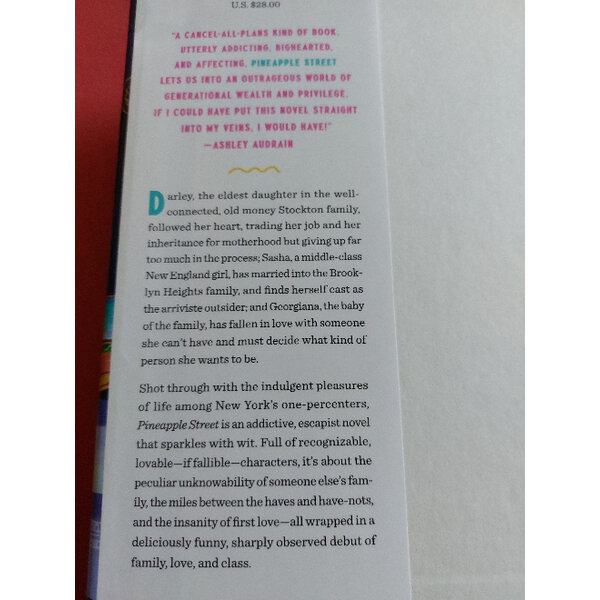 U.S. $28.00
"A CANCEL-ALL-PLANS KIND OF BOOK,
UTTERLY ADDICTING, BIGHEARTED,
AND AFFECTING, PINEAPPLE STREET
LETS US INTO AN OUTRAGEOUS WORLD OF
GENERATIONAL WEALTH AND PRIVILEGE.
IF I COULD HAVE PUT THIS NOVEL STRAIGHT
INTO MY VEINS, I WOULD HAVE!"
—ASHLEY AUDRAIN
Darley, the eldest daughter in the well-
connected, old money Stockton family,
followed her heart, trading her job and her
inheritance for motherhood but giving up far
too much in the process; Sasha, a middle-class
New England girl, has married into the Brook-
lyn Heights family, and finds herself cast as
the arriviste outsider; and Georgiana, the baby
of the family, has fallen in love with someone
she can't have and must decide what kind of
person she wants to be.
Shot through with the indulgent pleasures
of life among New York's one-percenters,
Pineapple Street is an addictive, escapist novel
that sparkles with wit. Full of recognizable,
lovable—if fallible—characters, it's about the
peculiar unknowability of someone else's fam-
ily, the miles between the haves and have-nots,
and the insanity of first love—all wrapped in a
deliciously funny, sharply observed debut of
family, love, and class.